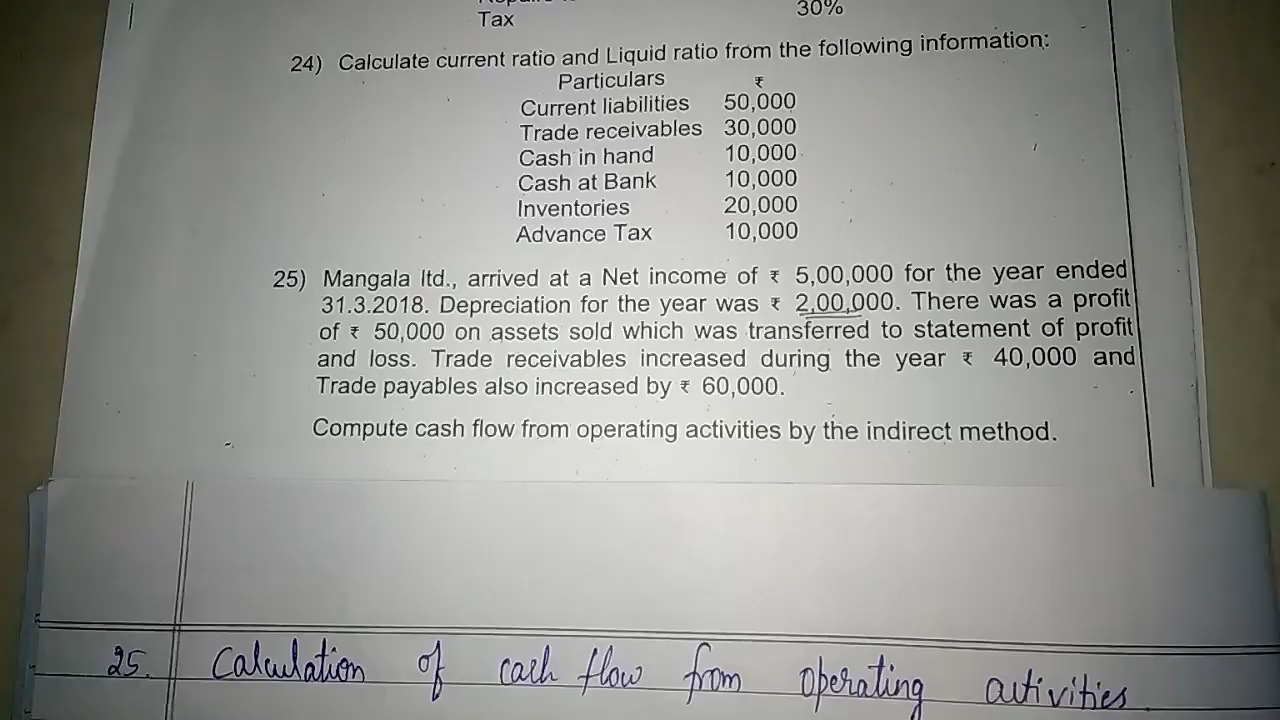 Tax 30%
24) Calculate current ratio and Liquid ratio from the following information:
Particulars ₹
Current liabilities 50,000
Trade receivables 30,000
Cash in hand 10,000
Cash at Bank 10,000
Inventories 20,000
Advance Tax 10,000
25) Mangala ltd., arrived at a Net income of ₹ 5,00,000 for the year ended
31.3.2018. Depreciation for the year was ₹ 2,00,000. There was a profit
of ₹ 50,000 on assets sold which was transferred to statement of profit
and loss. Trade receivables increased during the year ₹ 40,000 and
Trade payables also increased by ₹ 60,000.
Compute cash flow from operating activities by the indirect method.
25. Calculation of cash flow from operating activities